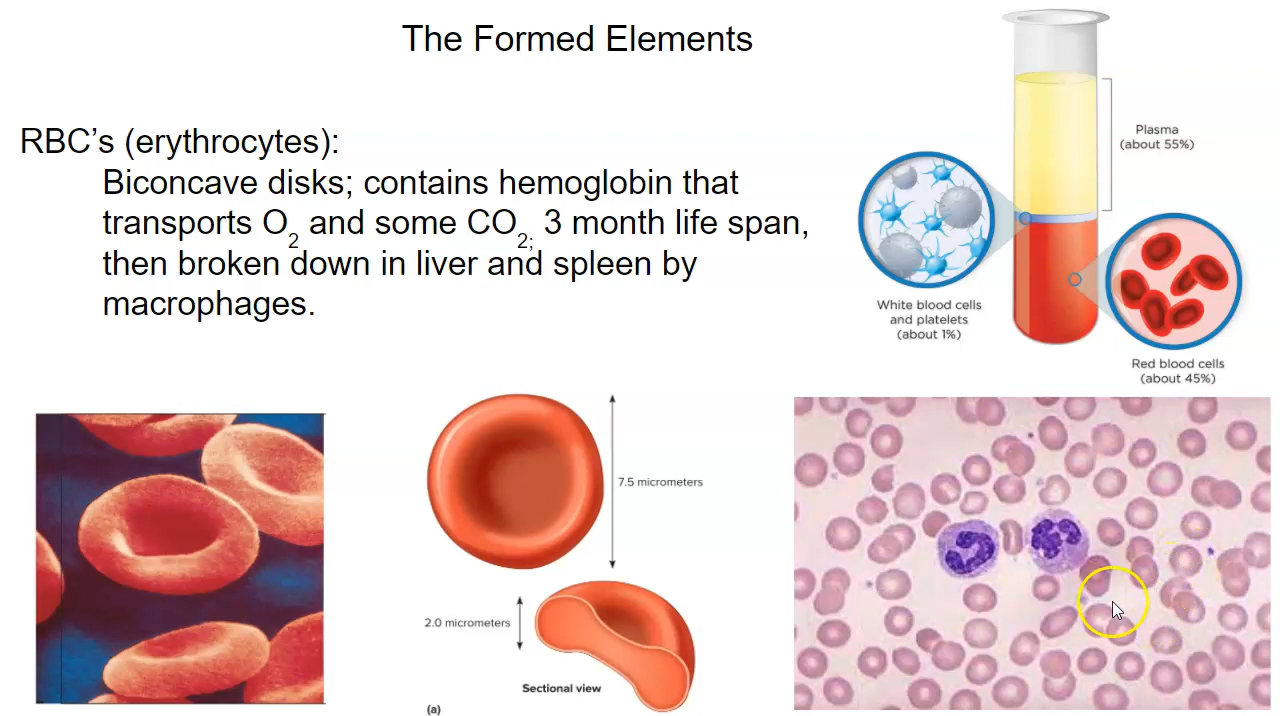 The Formed Elements
RBC’s (erythrocytes):
Biconcave disks; contains hemoglobin that
transports O2 and some CO2; 3 month life span,
then broken down in liver and spleen by
macrophages.
Plasma
(about 55%)
White blood cells
and platelets
(about 1%)
Red blood cells
(about 45%)
7.5 micrometers
2.0 micrometers
Sectional view
(a)